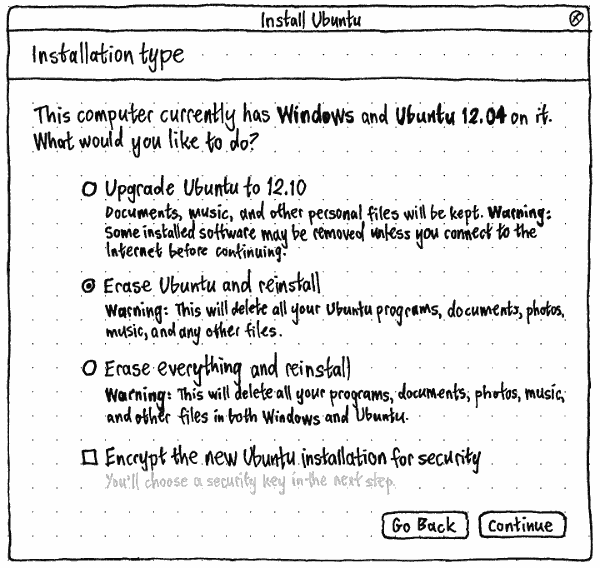 Install Ubuntu
Installation type
This computer currently has Windows and Ubuntu 12.04 on it.
What would you like to do?
Upgrade Ubuntu to 12.10
Documents, music, and other personal files will be kept. Warning:
Some installed software may be removed unless you connect to the
Internet before continuing.
Erase Ubuntu and reinstall
Warning: This will delete all your Ubuntu programs, documents, photos,
music, and any other files.
Erase everything and reinstall
Warning: This will delete all your programs, documents, photos, music,
and other files in both Windows and Ubuntu.
Encrypt the new Ubuntu installation for security
You'll choose a security key in the next step.
Go Back
Continue